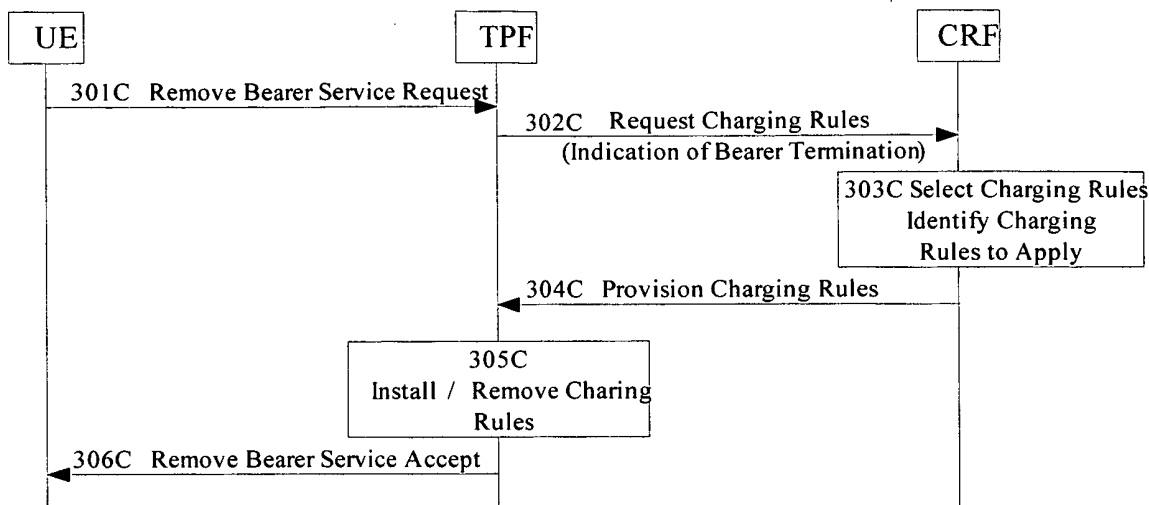 UE
TPF
CRF
301C Remove Bearer Service Request
302C Request Charging Rules
(Indication of Bearer Termination)
303C Select Charging Rules
Identify Charging
Rules to Apply
304C Provision Charging Rules
305C
Install / Remove Charing
Rules
306C Remove Bearer Service Accept